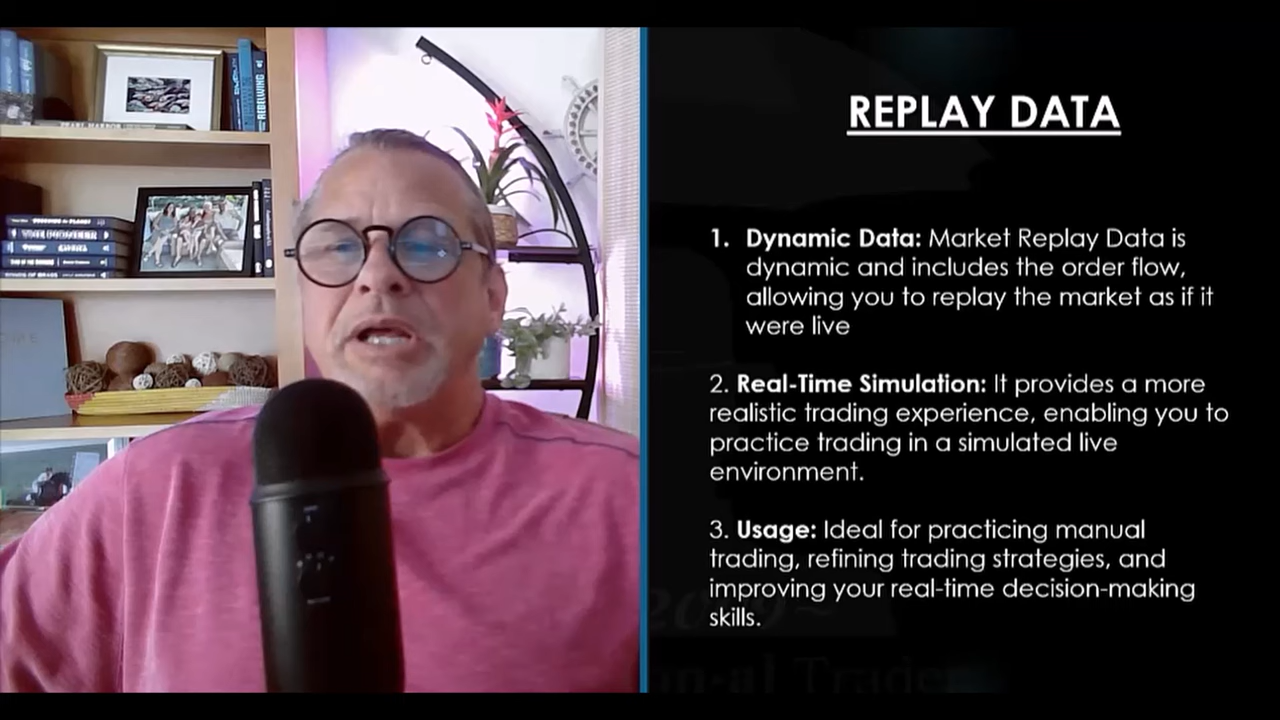 REPLAY DATA
1. Dynamic Data: Market Replay Data is
dynamic and includes the order flow,
allowing you to replay the market as if it
were live
2. Real-Time Simulation: It provides a more
realistic trading experience, enabling you to
practice trading in a simulated live
environment.
3. Usage: Ideal for practicing manual
trading, refining trading strategies, and
improving your real-time decision-making
skills.